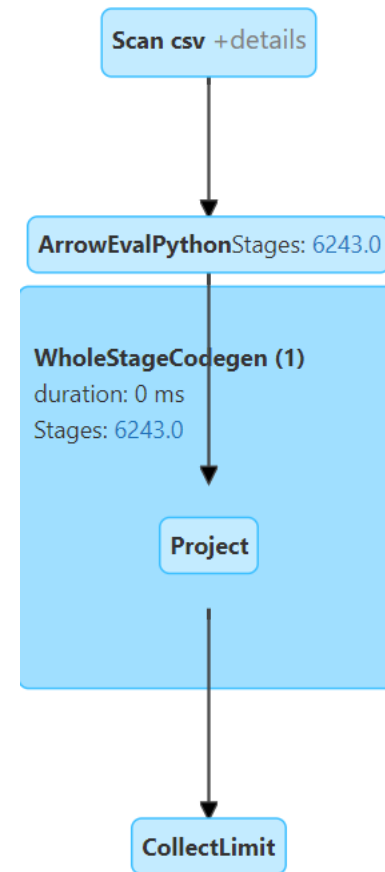 Scan csv +details
ArrowEvalPythonStages: 6243.0
WholeStageCodegen (1)
duration: 0 ms
Stages: 6243.0
Project
CollectLimit